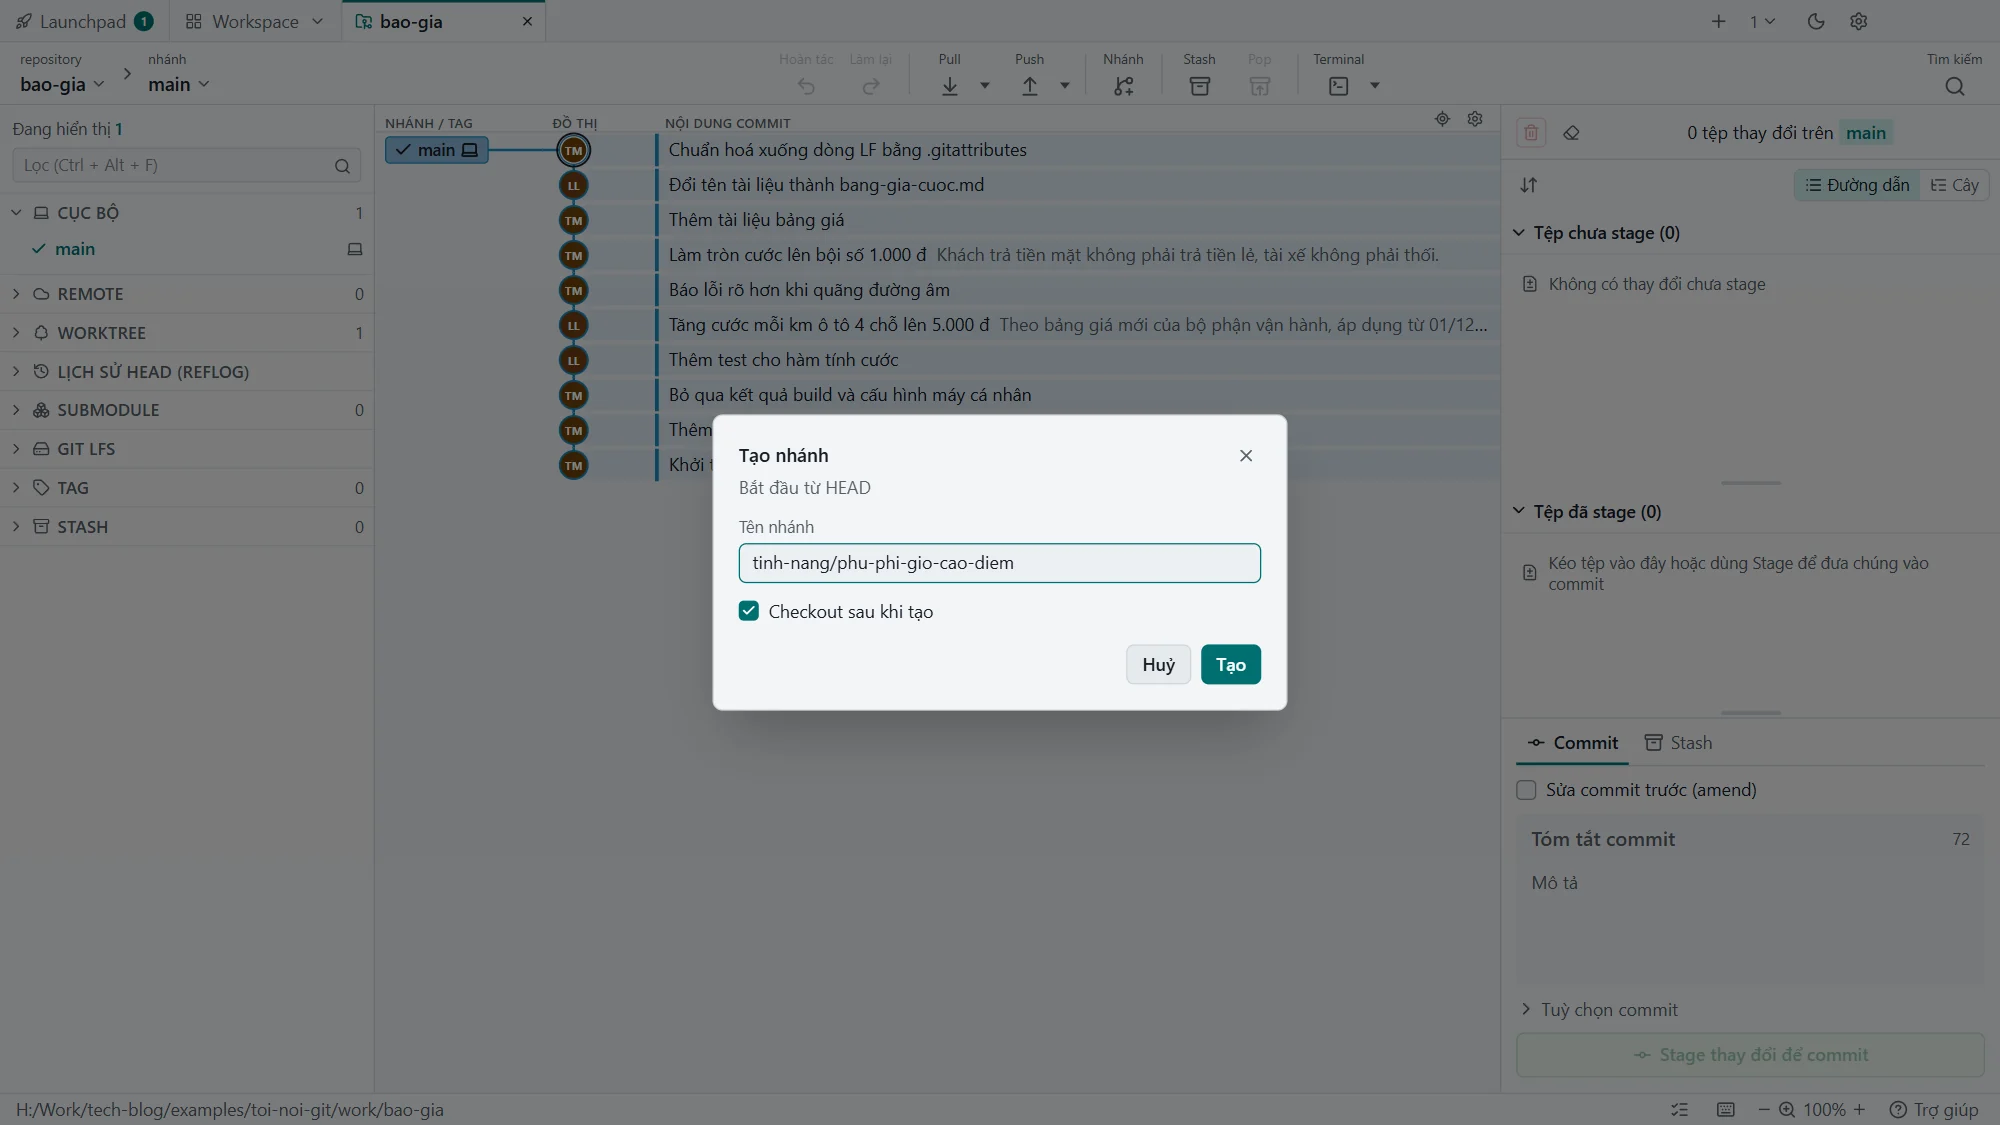 Launchpad 1 Workspace bao-gia
1
repository
bao-gia
nhánh
main
Hoàn tác Làm lại Pull Push Nhánh Stash Pop Terminal Tìm kiếm
Đang hiển thị 1
Lọc (Ctrl + Alt + F)
CỤC BỘ 1
main
REMOTE 0
WORKTREE 1
LỊCH SỬ HEAD (REFLOG)
SUBMODULE 0
GIT LFS
TAG 0
STASH 0
NHÁNH / TAG ĐỒ THỊ NỘI DUNG COMMIT
main TM Chuẩn hoá xuống dòng LF bằng .gitattributes
LL Đổi tên tài liệu thành bang-gia-cuoc.md
TM Thêm tài liệu bảng giá
TM Làm tròn cước lên bội số 1.000 đ Khách trả tiền mặt không phải trả tiền lẻ, tài xế không phải thối.
TM Báo lỗi rõ hơn khi quãng đường âm
LL Tăng cước mỗi km ô tô 4 chỗ lên 5.000 đ Theo bảng giá mới của bộ phận vận hành, áp dụng từ 01/12...
LL Thêm test cho hàm tính cước
TM Bỏ qua kết quả build và cấu hình máy cá nhân
TM Thêm
TM Khởi
Tạo nhánh
Bắt đầu từ HEAD
Tên nhánh
tinh-nang/phu-phi-gio-cao-diem
Checkout sau khi tạo
Huỷ Tạo
0 tệp thay đổi trên main
Đường dẫn Cây
Tệp chưa stage (0)
Không có thay đổi chưa stage
Tệp đã stage (0)
Kéo tệp vào đây hoặc dùng Stage để đưa chúng vào
commit
Commit Stash
Sửa commit trước (amend)
Tóm tắt commit 72
Mô tả
Tuỳ chọn commit
Stage thay đổi để commit
H:/Work/tech-blog/examples/toi-noi-git/work/bao-gia
100% Trợ giúp